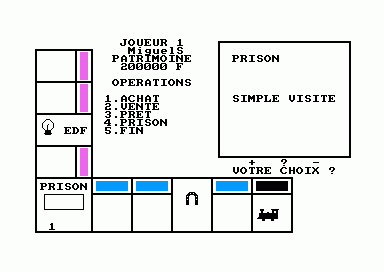 JOUEUR 1
MiguelS
PATRIMOINE
200000 F
OPERATIONS
1.ACHAT
2.VENTE
3.PRET
4.PRISON
5.FIN
PRISON
SIMPLE VISITE
+ ? -
VOTRE CHOIX ?
EDF
PRISON
1